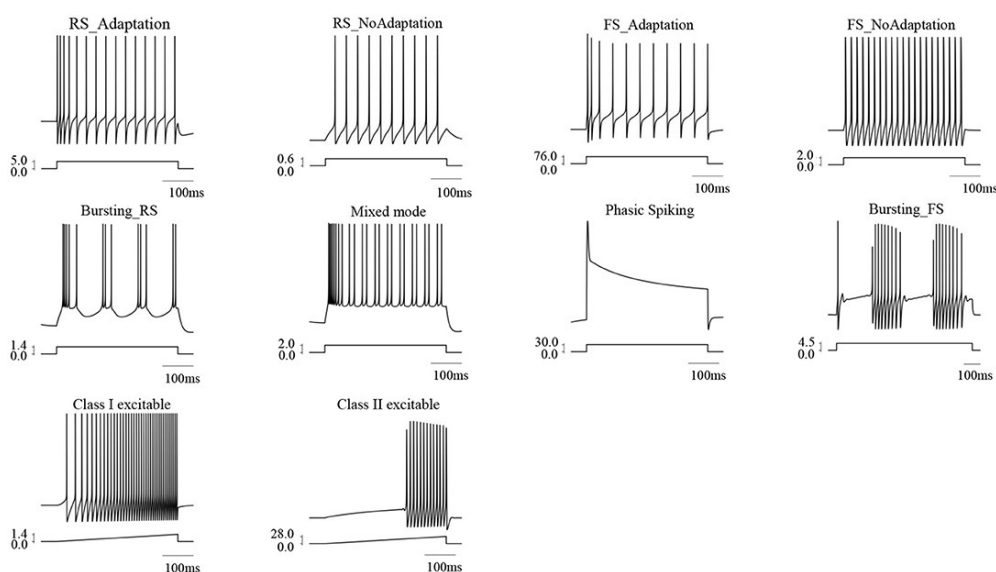 RS_Adaptation
5.0
0.0
100ms
RS_NoAdaptation
0.6
0.0
100ms
FS_Adaptation
76.0
0.0
100ms
FS_NoAdaptation
2.0
0.0
100ms
Bursting_RS
1.4
0.0
100ms
Mixed mode
2.0
0.0
100ms
Phasic Spiking
30.0
0.0
100ms
Bursting_FS
4.5
0.0
100ms
Class I excitable
1.4
0.0
100ms
Class II excitable
28.0
0.0
100ms